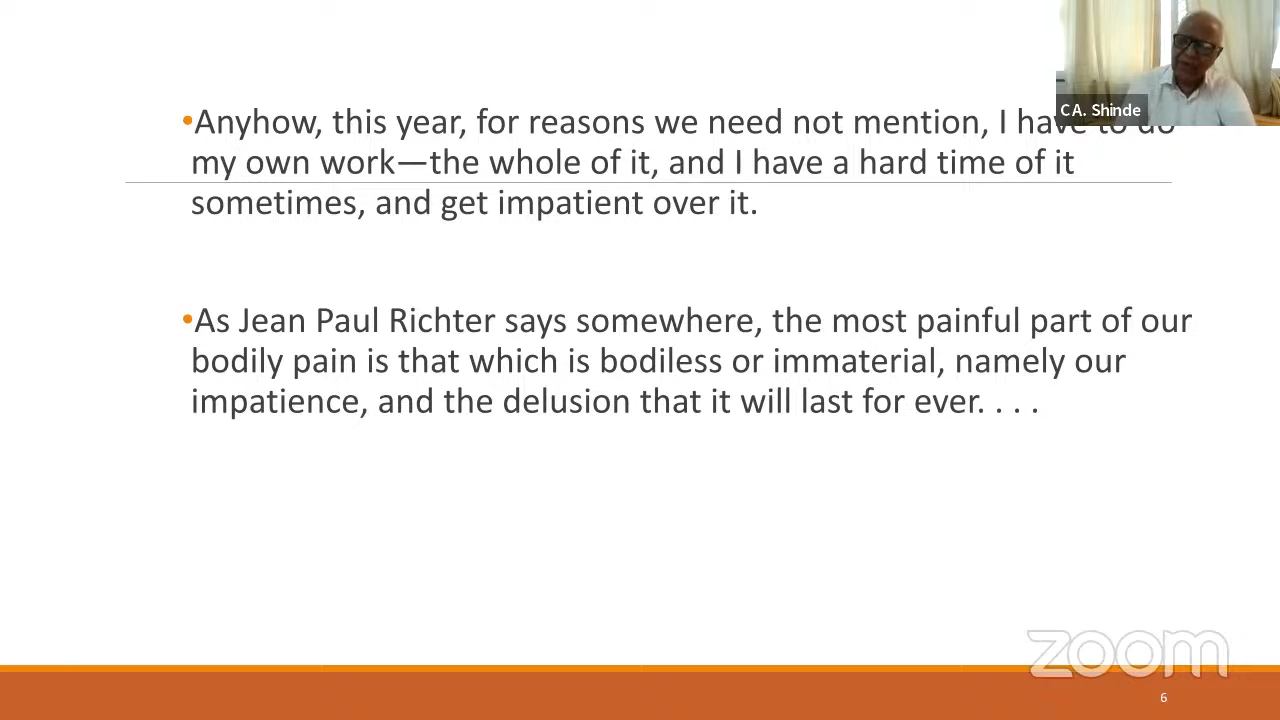 C A. Shinde
•Anyhow, this year, for reasons we need not mention, I have to do
my own work—the whole of it, and I have a hard time of it
sometimes, and get impatient over it.
•As Jean Paul Richter says somewhere, the most painful part of our
bodily pain is that which is bodiless or immaterial, namely our
impatience, and the delusion that it will last for ever. . . .
zoom
6